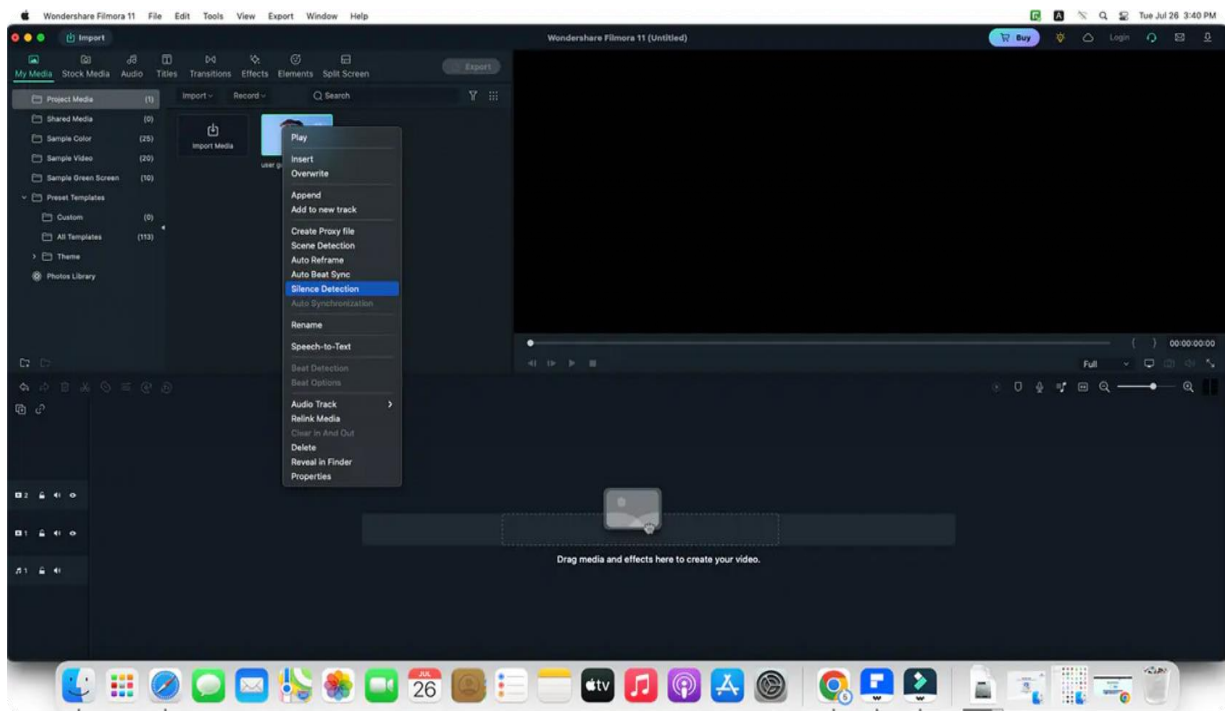 Wondershare Filmora 11 File Edit Tools View Export Window Help
Tue Jul 26 3:40 PM
Import
Wondershare Filmora 11 (Untitled)
Buy
Login
My Media Stock Media Audio Titles Transitions Effects Elements Split Screen
Export
Project Media (1)
Import Record Search
Shared Media (0)
Sample Color (25)
Sample Video (20)
Sample Green Screen (10)
Preset Templates
Custom (0)
All Templates (113)
Theme
Photos Library
Import Media
user
Play
Insert
Overwrite
Append
Add to new track
Create Proxy file
Scene Detection
Auto Reframe
Auto Beat Sync
Silence Detection
Auto Synchronization
Rename
Speech-to-Text
Beat Detection
Beat Options
Audio Track
Relink Media
Clear In And Out
Delete
Reveal in Finder
Properties
00:00:00:00
Full
2
1
1
Drag media and effects here to create your video.
JUL
26
tv
5